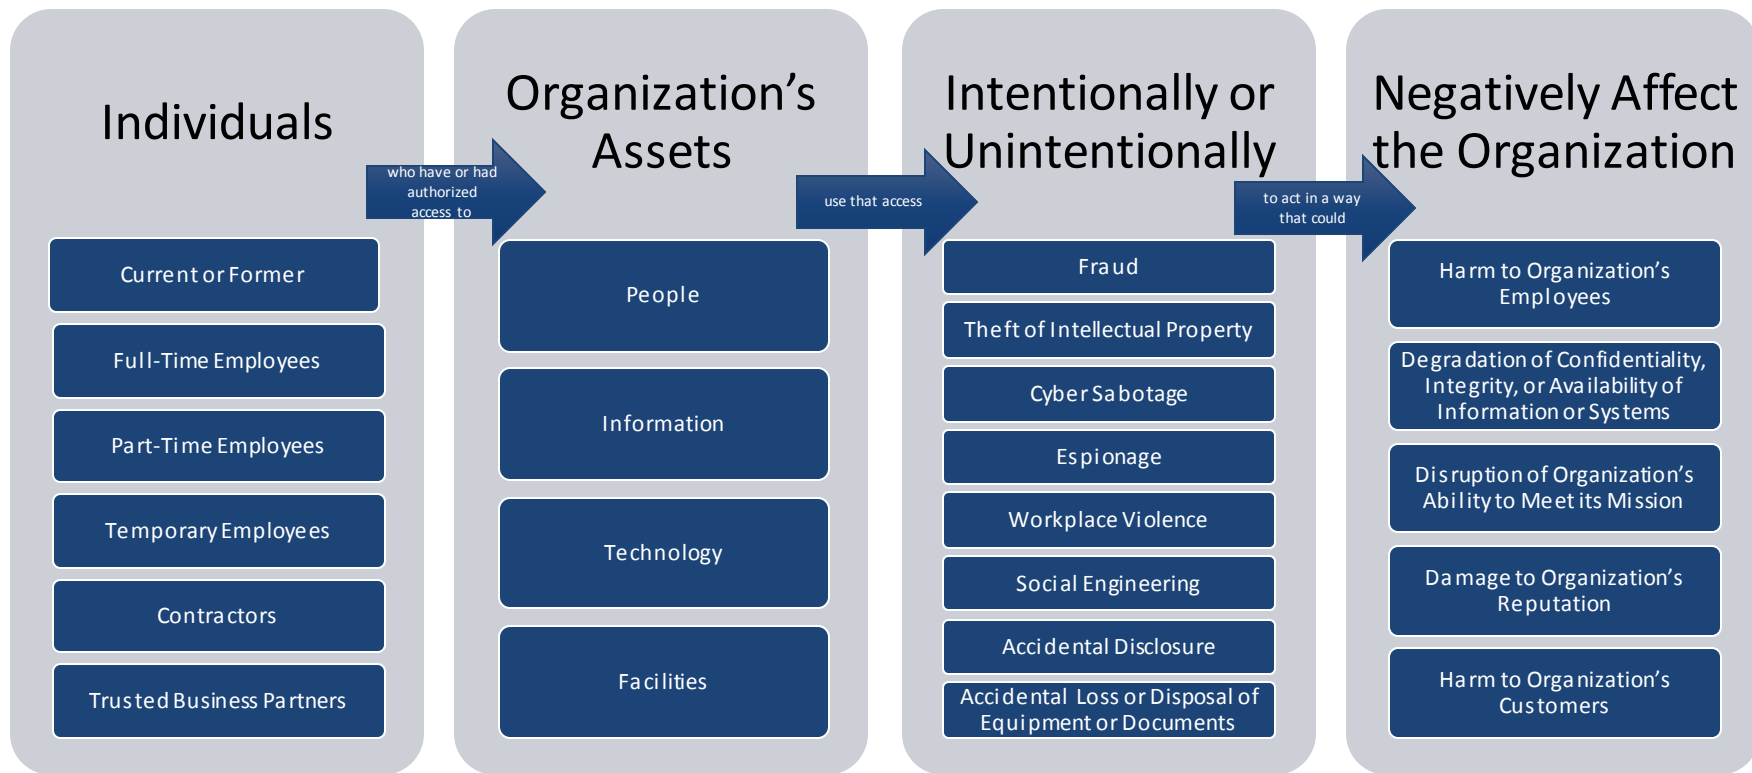 Individuals
who have or had
authorized
access to
Current or Former
Full-Time Employees
Part-Time Employees
Temporary Employees
Contractors
Trusted Business Partners
Organization’s
Assets
use that access
People
Information
Technology
Facilities
Intentionally or
Unintentionally
to act in a way
that could
Fraud
Theft of Intellectual Property
Cyber Sabotage
Espionage
Workplace Violence
Social Engineering
Accidental Disclosure
Accidental Loss or Disposal of
Equipment or Documents
Negatively Affect
the Organization
Harm to Organization’s
Employees
Degradation of Confidentiality,
Integrity, or Availability of
Information or Systems
Disruption of Organization’s
Ability to Meet its Mission
Damage to Organization’s
Reputation
Harm to Organization’s
Customers